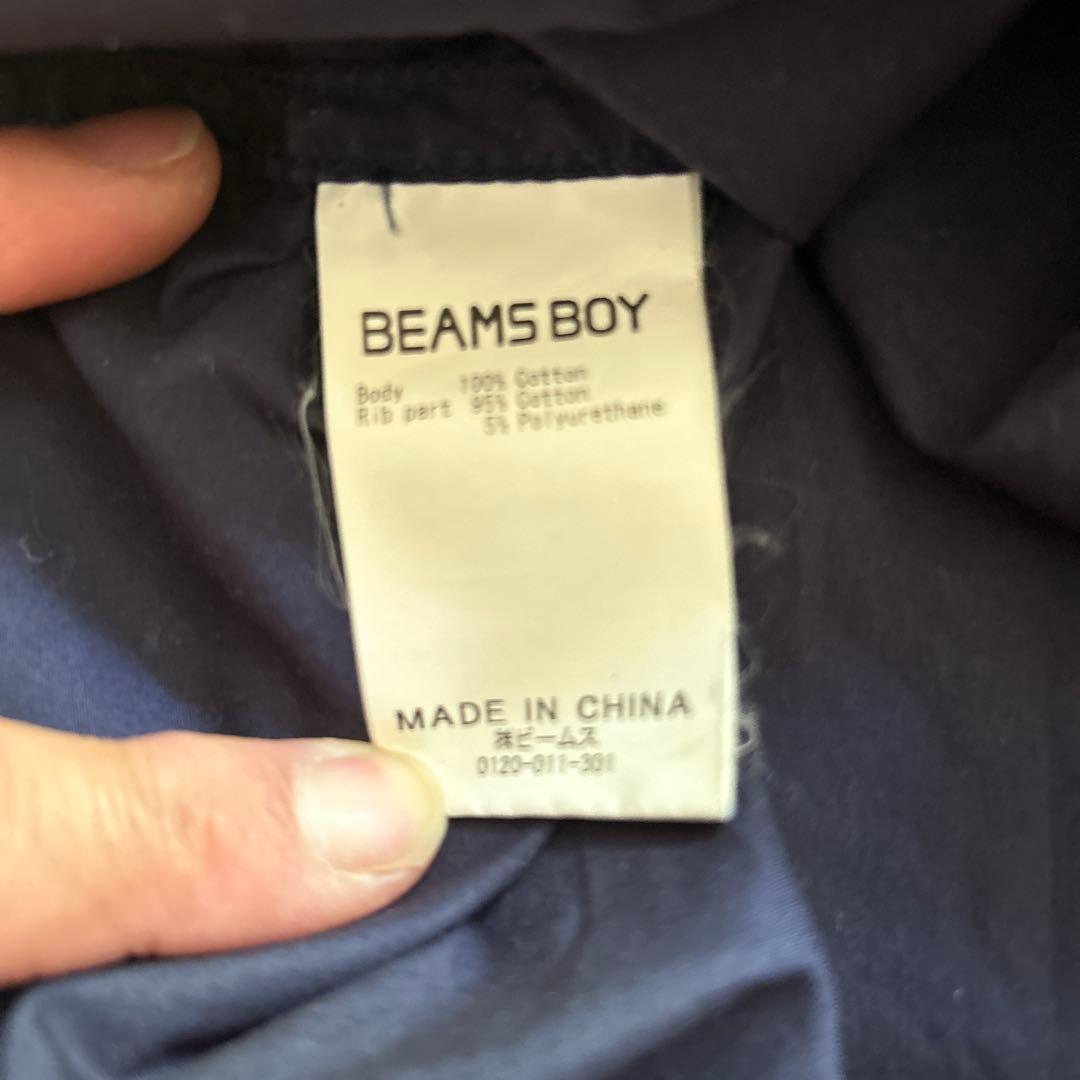 BEAMS BOY
Body 100% Cotton
Rib part 95% Cotton
5% Polyurethane
MADE IN CHINA
㈱ビームス
0120-011-301